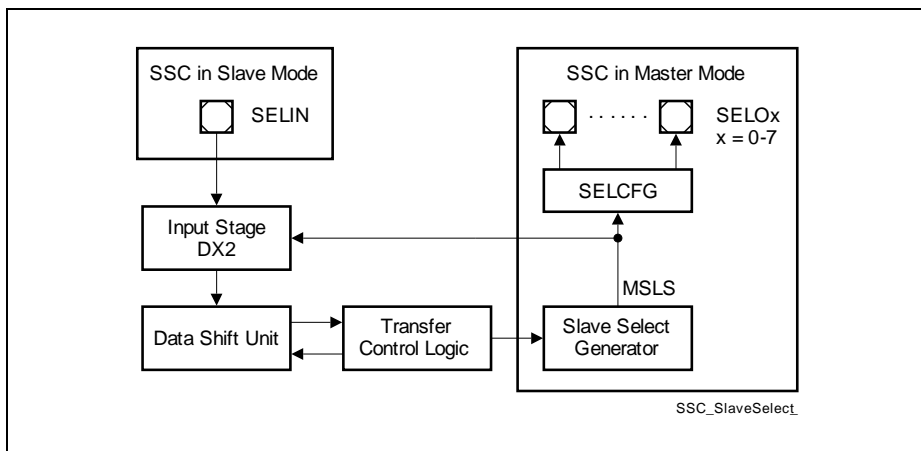 SSC in Slave Mode
SELIN
SSC in Master Mode
. . . . . .
SELOx
x = 0-7
SELCFG
Input Stage
DX2
MSLS
Data Shift Unit
Transfer
Control Logic
Slave Select
Generator
SSC_SlaveSelect_